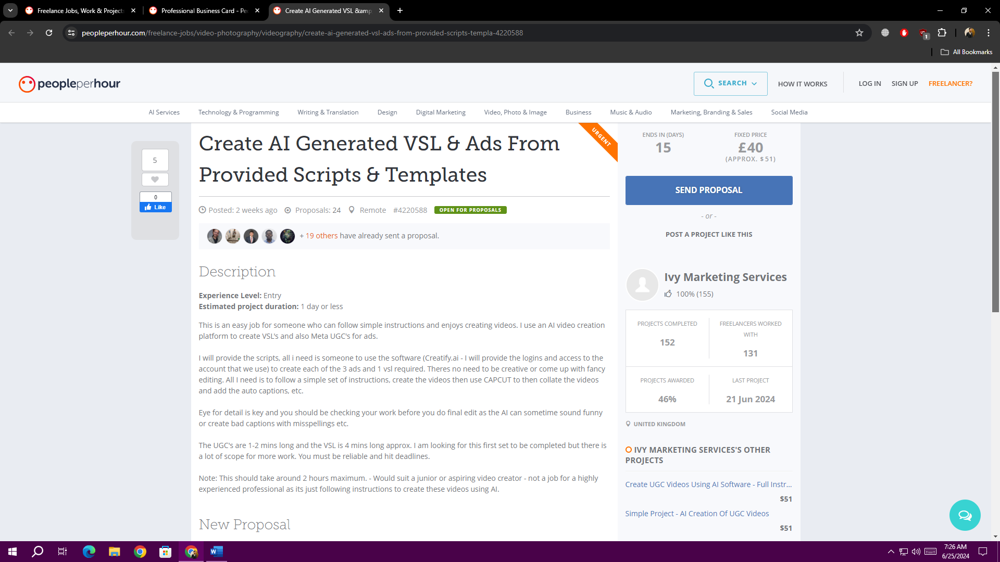 Freelance Jobs, Work & Projects
Professional Business Card - Pe
Create AI Generated VSL &amp
peopleperhour.com/freelance-jobs/video-photography/videography/create-ai-generated-vsl-ads-from-provided-scripts-templa-4220588
1
All Bookmarks
peopleperhour
SEARCH
HOW IT WORKS
LOG IN
SIGN UP
FREELANCER?
AI Services
Technology & Programming
Writing & Translation
Design
Digital Marketing
Video, Photo & Image
Business
Music & Audio
Marketing, Branding & Sales
Social Media
5
0
Like
URGENT
Create AI Generated VSL & Ads From
Provided Scripts & Templates
Posted: 2 weeks ago
Proposals: 24
Remote
#4220588
OPEN FOR PROPOSALS
+ 19 others have already sent a proposal.
Description
Experience Level: Entry
Estimated project duration: 1 day or less
This is an easy job for someone who can follow simple instructions and enjoys creating videos. I use an AI video creation
platform to create VSL's and also Meta UGC's for ads.
I will provide the scripts, all i need is someone to use the software (Creatify.ai - I will provide the logins and access to the
account that we use) to create each of the 3 ads and 1 vsl required. Theres no need to be creative or come up with fancy
editing. All I need is to follow a simple set of instructions, create the videos then use CAPCUT to then collate the videos
and add the auto captions, etc.
Eye for detail is key and you should be checking your work before you do final edit as the AI can sometime sound funny
or create bad captions with misspellings etc.
The UGC's are 1-2 mins long and the VSL is 4 mins long approx. I am looking for this first set to be completed but there is
a lot of scope for more work. You must be reliable and hit deadlines.
Note: This should take around 2 hours maximum. - Would suit a junior or aspiring video creator - not a job for a highly
experienced professional as its just following instructions to create these videos using AI.
New Proposal
ENDS IN (DAYS)
15
FIXED PRICE
£40
(APPROX. $51)
SEND PROPOSAL
- or -
POST A PROJECT LIKE THIS
Ivy Marketing Services
100% (155)
PROJECTS COMPLETED
152
FREELANCERS WORKED
WITH
131
PROJECTS AWARDED
46%
LAST PROJECT
21 Jun 2024
UNITED KINGDOM
IVY MARKETING SERVICES'S OTHER
PROJECTS
Create UGC Videos Using AI Software - Full Instr...
$51
Simple Project - AI Creation Of UGC Videos
$51
7:26 AM
6/25/2024